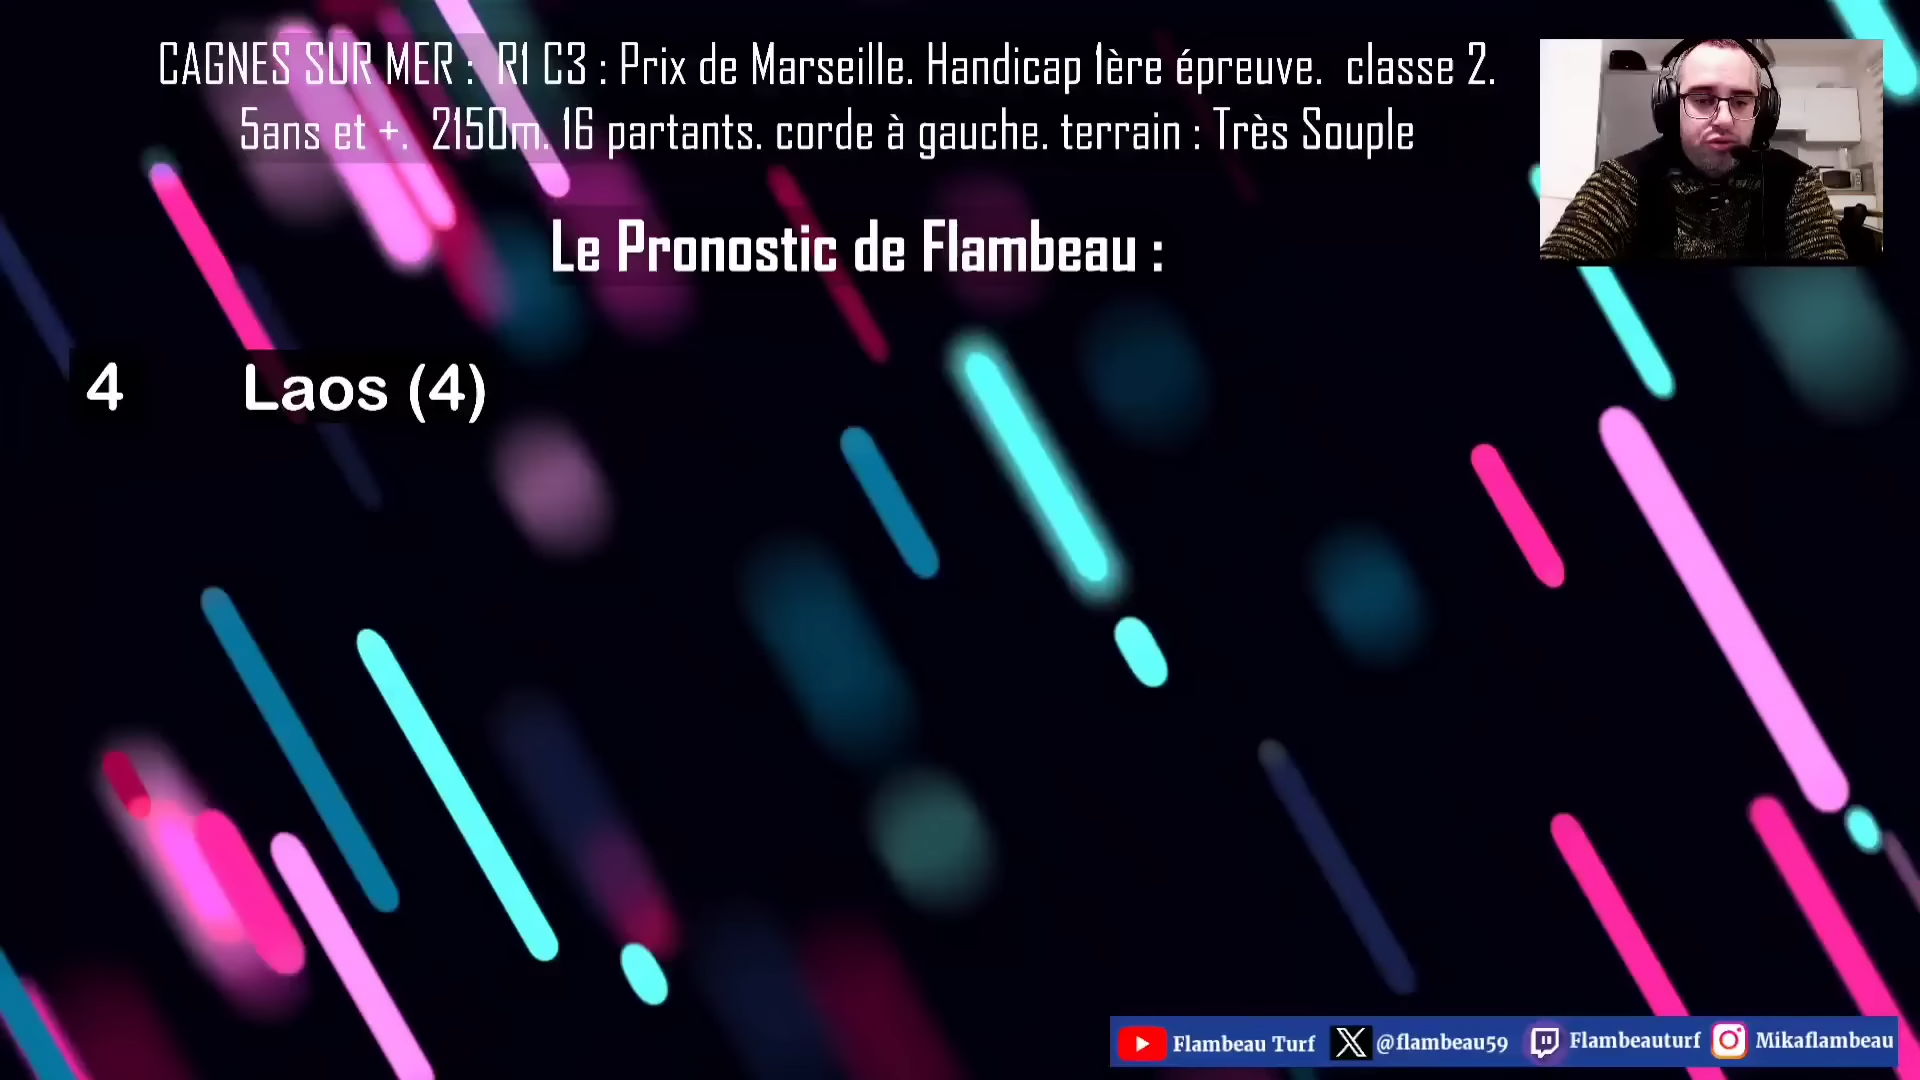 CAGNES SUR MER : R1 C3 : Prix de Marseille. Handicap 1ère épreuve. classe 2.
5ans et +. 2150m. 16 partants. corde à gauche. terrain : Très Souple
Le Pronostic de Flambeau :
4 Laos (4)
Flambeau Turf @flambeau59 Flambeauturf Mikaflambeau